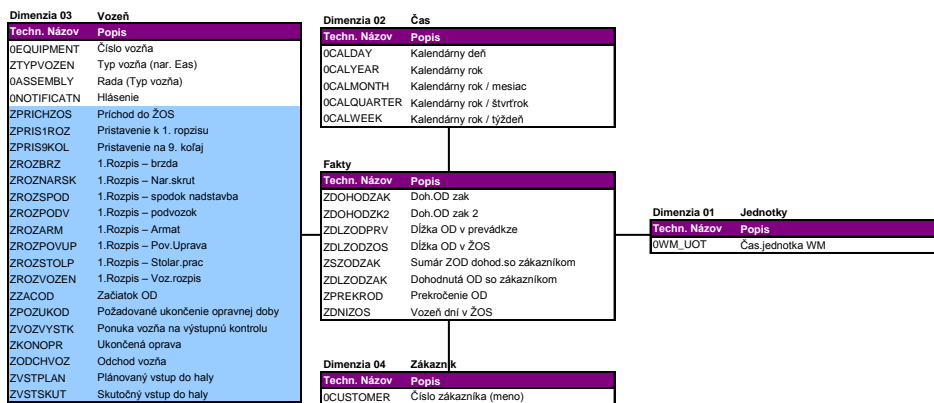 Dimenzia 03 Vozeň
Techn. Názov Popis
0EQUIPMENT Číslo vozňa
ZTYPVOZEN Typ vozňa (nar. Eas)
0ASSEMBLY Rada (Typ vozňa)
0NOTIFICATN Hlásenie
ZPRICHZOS Príchod do ŽOS
ZPRIS1ROZ Pristavenie k 1. ropzisu
ZPRIS9KOL Pristavenie na 9. koľaj
ZROZBRZ 1.Rozpis – brzda
ZROZNARSK 1.Rozpis – Nar.skrut
ZROZSPOD 1.Rozpis – spodok nadstavba
ZROZPODV 1.Rozpis – podvozok
ZROZARM 1.Rozpis – Armat
ZROZPOVUP 1.Rozpis – Pov.Uprava
ZROZSTOLP 1.Rozpis – Stolar.prac
ZROZVOZEN 1.Rozpis – Voz.rozpis
ZZACOD Začiatok OD
ZPOZUKOD Požadované ukončenie opravnej doby
ZVOZVYSTK Ponuka vozňa na výstupnú kontrolu
ZKONOPR Ukončená oprava
ZODCHVOZ Odchod vozňa
ZVSTPLAN Plánovaný vstup do haly
ZVSTSKUT Skutočný vstup do haly
Dimenzia 02 Čas
Techn. Názov Popis
0CALDAY Kalendárny deň
0CALYEAR Kalendárny rok
0CALMONTH Kalendárny rok / mesiac
0CALQUARTER Kalendárny rok / štvrťrok
0CALWEEK Kalendárny rok / týždeň
Fakty
Techn. Názov Popis
ZDOHODZAK Doh.OD zak
ZDOHODZK2 Doh.OD zak 2
ZDLZODPRV Dĺžka OD v prevádzke
ZDLZODZOS Dĺžka OD v ŽOS
ZSZODZAK Sumár ZOD dohod.so zákazníkom
ZDLZODZAK Dohodnutá OD so zákazníkom
ZPREKROD Prekročenie OD
ZDNIZOS Vozeň dní v ŽOS
Dimenzia 04 Zákazník
Techn. Názov Popis
0CUSTOMER Číslo zákazníka (meno)
Dimenzia 01 Jednotky
Techn. Názov Popis
0WM_UOT Čas.jednotka WM